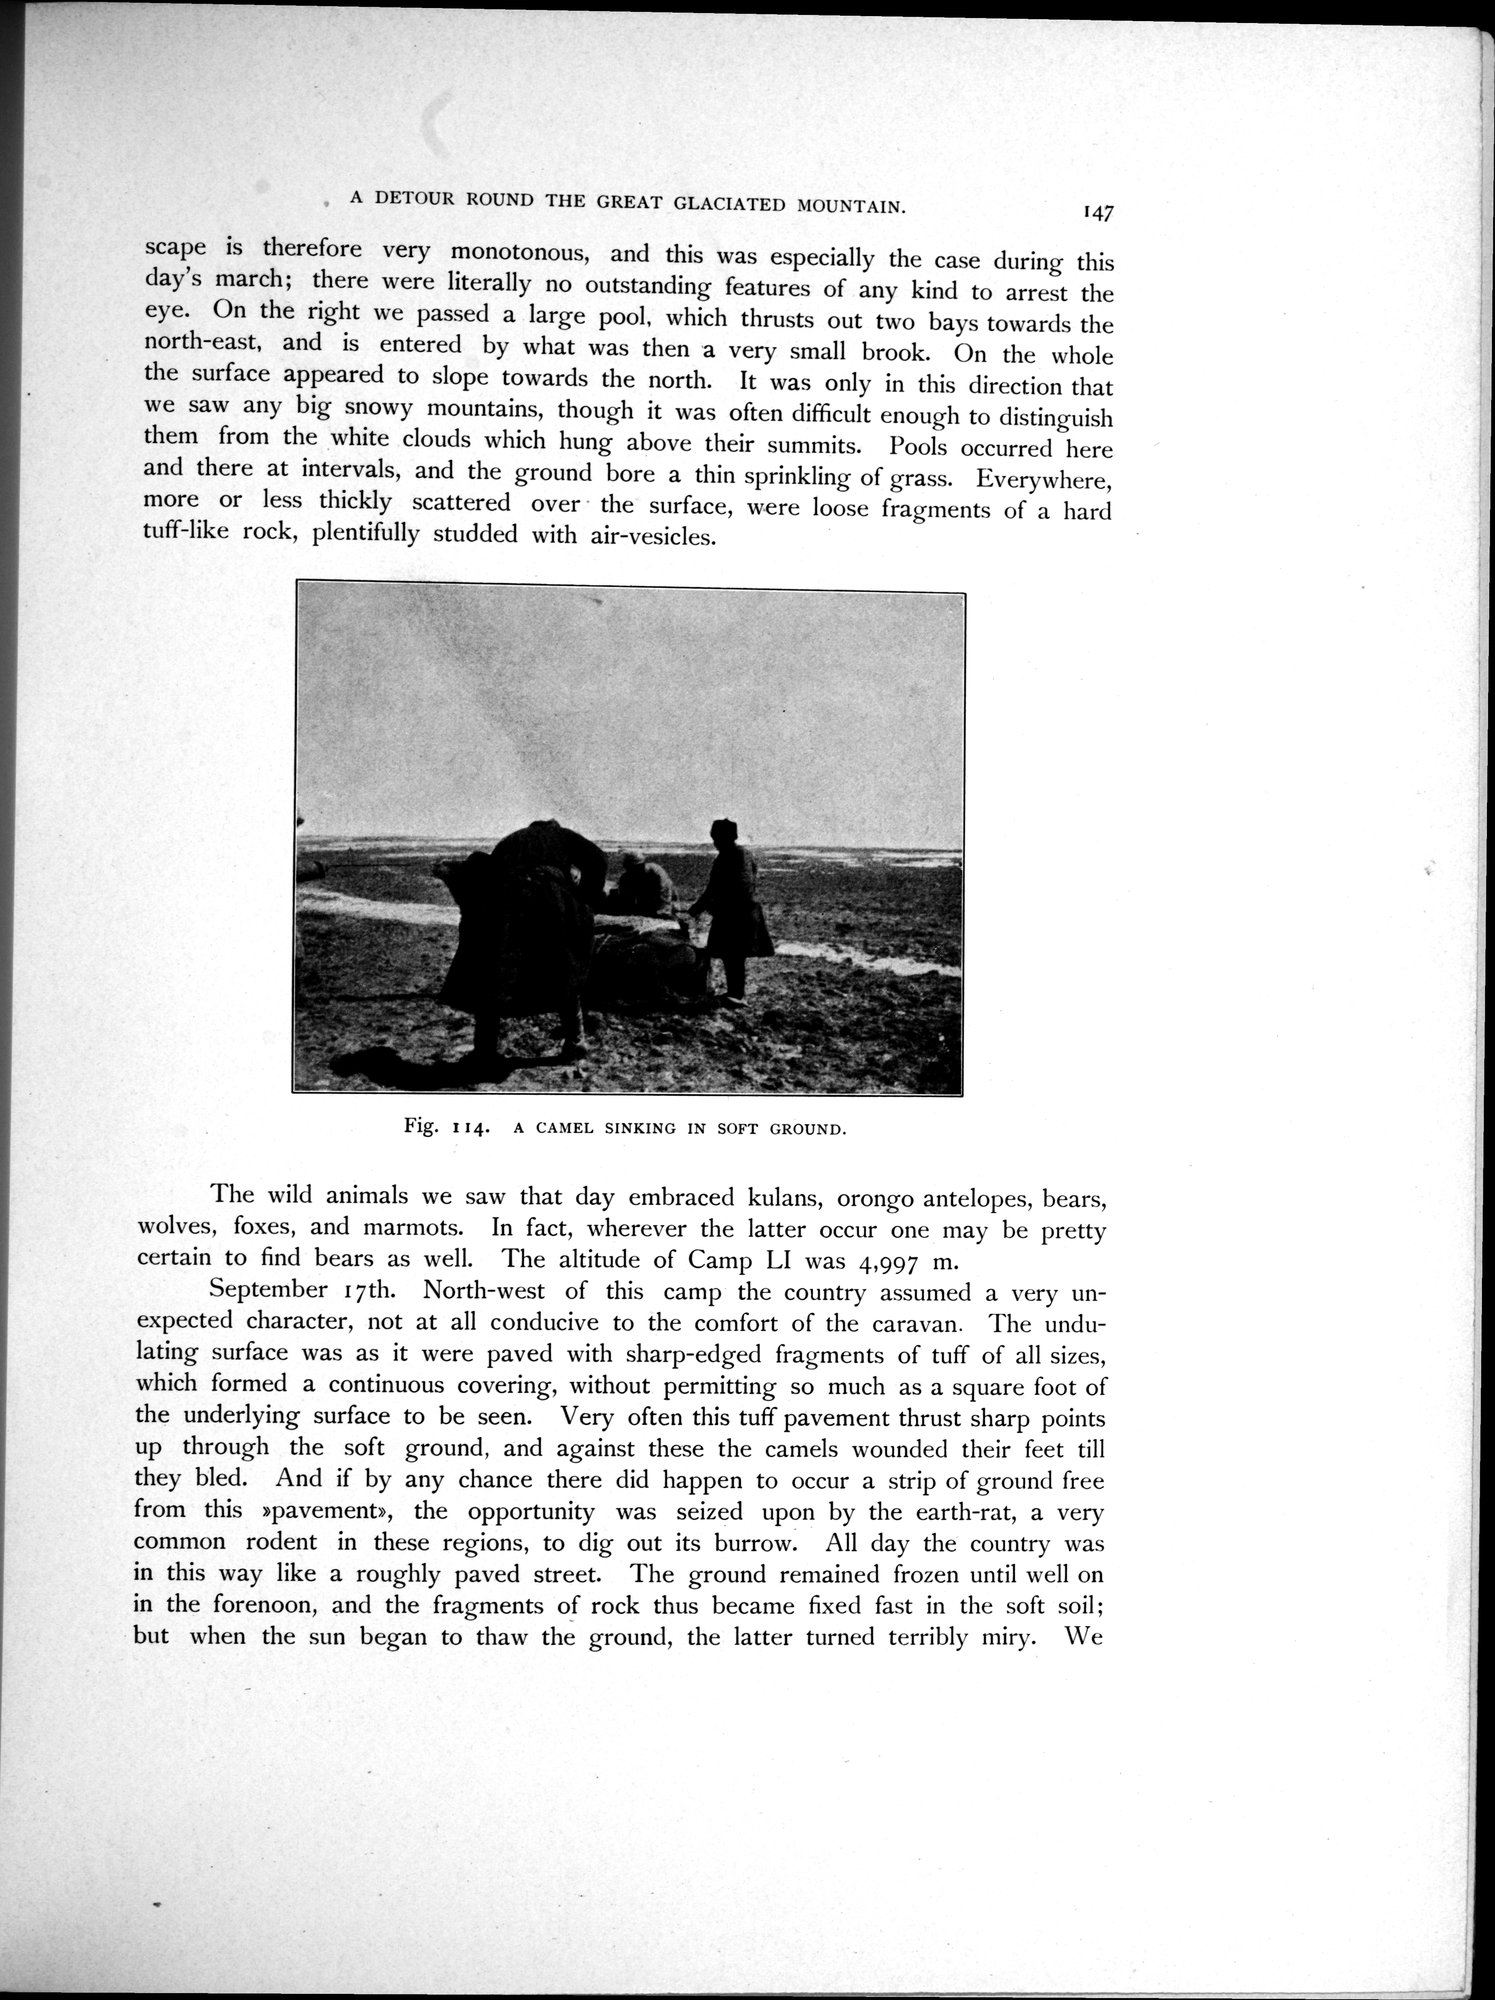 A DETOUR ROUND THE GREAT GLACIATED MOUNTAIN.
147
scape is therefore very monotonous, and this was especially the case during this
day's march; there were literally no outstanding features of any kind to arrest the
eye. On the right we passed a large pool, which thrusts out two bays towards the
north-east, and is entered by what was then a very small brook. On the whole
the surface appeared to slope towards the north. It was only in this direction that
we saw any big snowy mountains, though it was often difficult enough to distinguish
them from the white clouds which hung above their summits. Pools occurred here
and there at intervals, and the ground bore a thin sprinkling of grass. Everywhere,
more or less thickly scattered over the surface, were loose fragments of a hard
tuff-like rock, plentifully studded with air-vesicles.
Fig. 114. A CAMEL SINKING IN SOFT GROUND.
The wild animals we saw that day embraced kulans, orongo antelopes, bears,
wolves, foxes, and marmots. In fact, wherever the latter occur one may be pretty
certain to find bears as well. The altitude of Camp LI was 4,997 m.
September 17th. North-west of this camp the country assumed a very un-
expected character, not at all conducive to the comfort of the caravan. The undu-
lating surface was as it were paved with sharp-edged fragments of tuff of all sizes,
which formed a continuous covering, without permitting so much as a square foot of
the underlying surface to be seen. Very often this tuff pavement thrust sharp points
up through the soft ground, and against these the camels wounded their feet till
they bled. And if by any chance there did happen to occur a strip of ground free
from this »pavement», the opportunity was seized upon by the earth-rat, a very
common rodent in these regions, to dig out its burrow. All day the country was
in this way like a roughly paved street. The ground remained frozen until well on
in the forenoon, and the fragments of rock thus became fixed fast in the soft soil;
but when the sun began to thaw the ground, the latter turned terribly miry. We